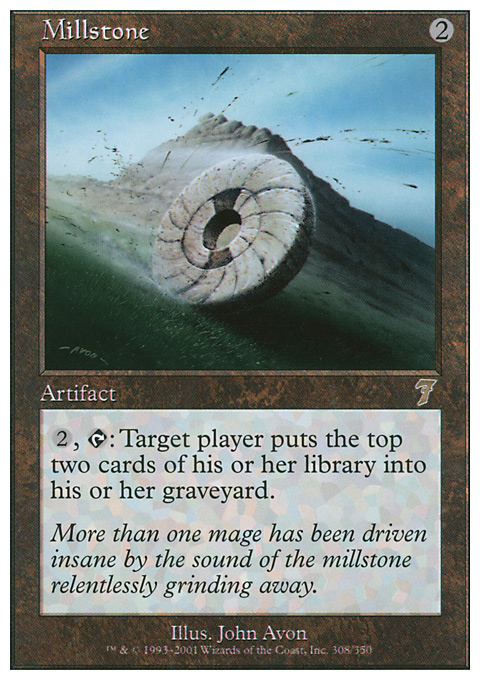 Millstone 2
AVON
Artifact
2, : Target player puts the top
two cards of his or her library into
his or her graveyard.
More than one mage has been driven
insane by the sound of the millstone
relentlessly grinding away.
Illus. John Avon
™ & © 1993–2001 Wizards of the Coast, Inc. 308/350